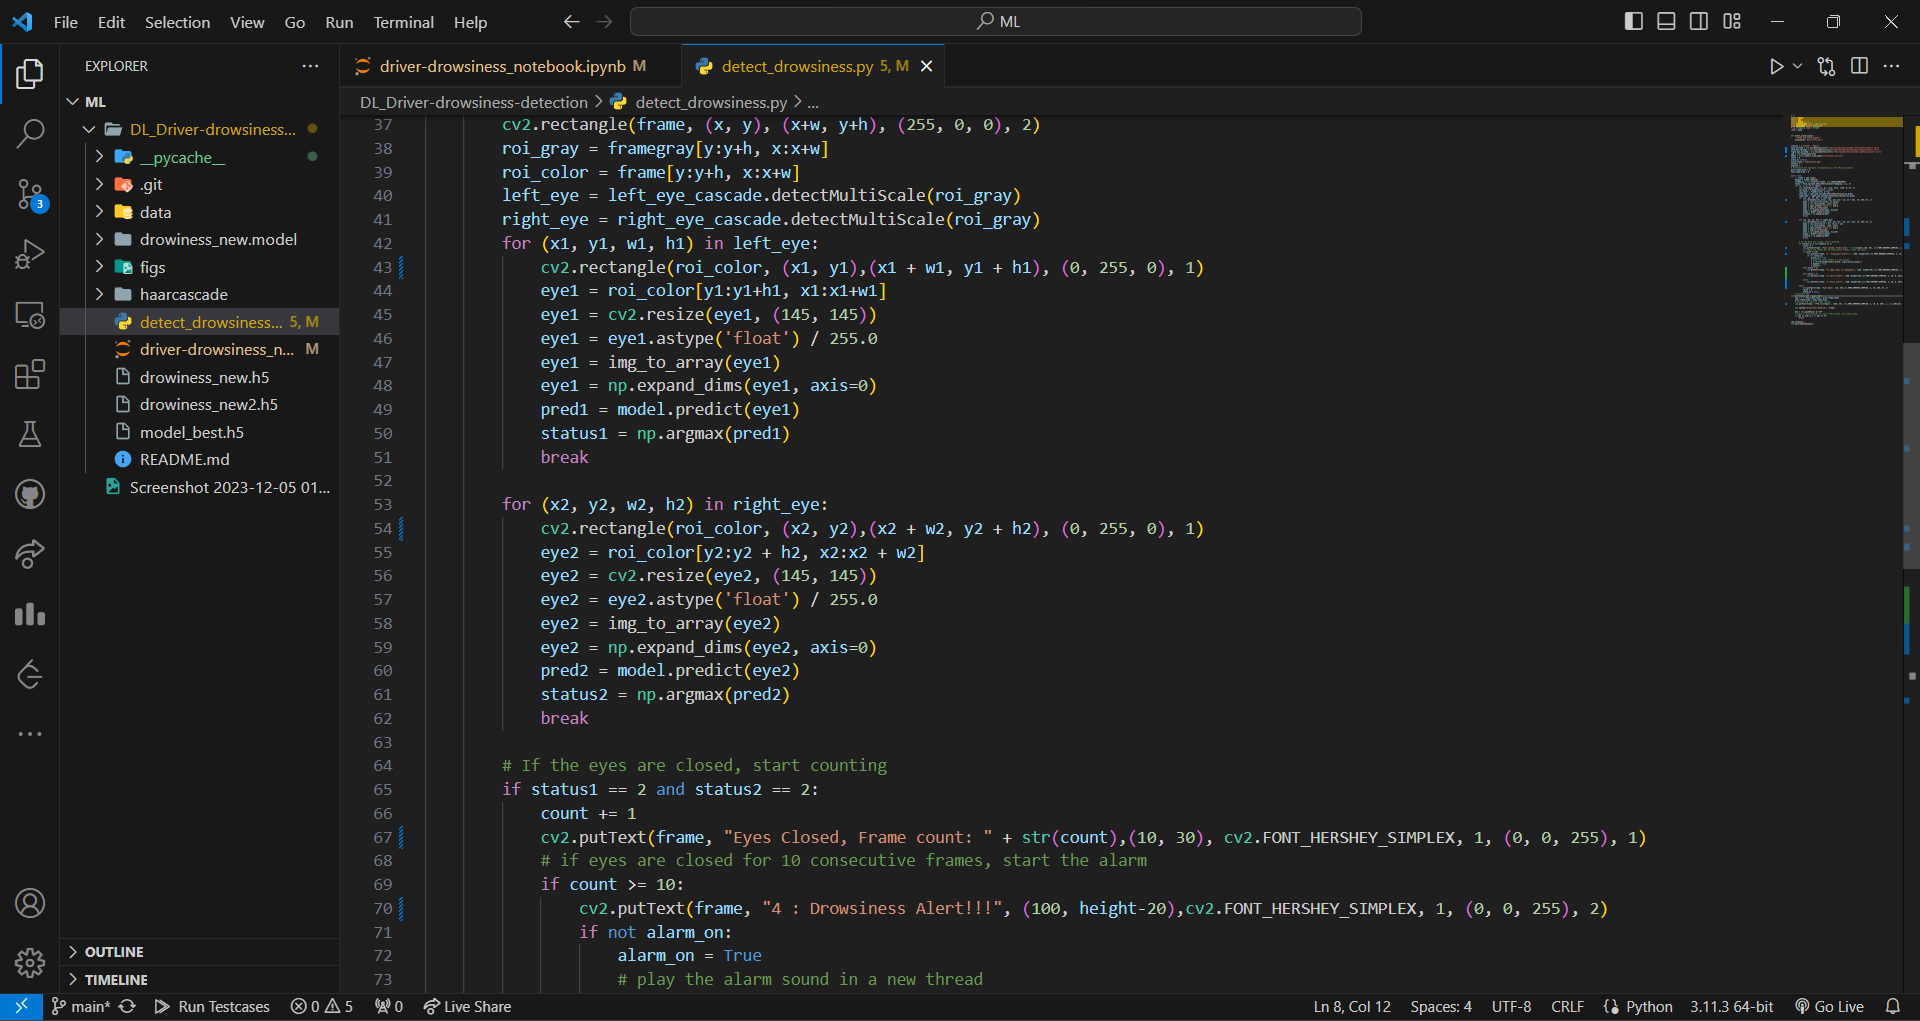 File Edit Selection View Go Run Terminal Help
ML
EXPLORER
ML
DL_Driver-drowsiness...
__pycache__
.git
data
drowiness_new.model
figs
haarcascade
detect_drowsiness... 5, M
driver-drowsiness_n... M
drowiness_new.h5
drowiness_new2.h5
model_best.h5
README.md
Screenshot 2023-12-05 01...
OUTLINE
TIMELINE
3
driver-drowsiness_notebook.ipynb M
detect_drowsiness.py 5, M
DL_Driver-drowsiness-detection > detect_drowsiness.py > ...
37 cv2.rectangle(frame, (x, y), (x+w, y+h), (255, 0, 0), 2)
38 roi_gray = framegray[y:y+h, x:x+w]
39 roi_color = frame[y:y+h, x:x+w]
40 left_eye = left_eye_cascade.detectMultiScale(roi_gray)
41 right_eye = right_eye_cascade.detectMultiScale(roi_gray)
42 for (x1, y1, w1, h1) in left_eye:
43 cv2.rectangle(roi_color, (x1, y1),(x1 + w1, y1 + h1), (0, 255, 0), 1)
44 eye1 = roi_color[y1:y1+h1, x1:x1+w1]
45 eye1 = cv2.resize(eye1, (145, 145))
46 eye1 = eye1.astype('float') / 255.0
47 eye1 = img_to_array(eye1)
48 eye1 = np.expand_dims(eye1, axis=0)
49 pred1 = model.predict(eye1)
50 status1 = np.argmax(pred1)
51 break
52
53 for (x2, y2, w2, h2) in right_eye:
54 cv2.rectangle(roi_color, (x2, y2),(x2 + w2, y2 + h2), (0, 255, 0), 1)
55 eye2 = roi_color[y2:y2 + h2, x2:x2 + w2]
56 eye2 = cv2.resize(eye2, (145, 145))
57 eye2 = eye2.astype('float') / 255.0
58 eye2 = img_to_array(eye2)
59 eye2 = np.expand_dims(eye2, axis=0)
60 pred2 = model.predict(eye2)
61 status2 = np.argmax(pred2)
62 break
63
64 # If the eyes are closed, start counting
65 if status1 == 2 and status2 == 2:
66 count += 1
67 cv2.putText(frame, "Eyes Closed, Frame count: " + str(count),(10, 30), cv2.FONT_HERSHEY_SIMPLEX, 1, (0, 0, 255), 1)
68 # if eyes are closed for 10 consecutive frames, start the alarm
69 if count >= 10:
70 cv2.putText(frame, "4 : Drowsiness Alert!!!", (100, height-20),cv2.FONT_HERSHEY_SIMPLEX, 1, (0, 0, 255), 2)
71 if not alarm_on:
72 alarm_on = True
73 # play the alarm sound in a new thread
main* Run Testcases 0 5 0 Live Share Ln 8, Col 12 Spaces: 4 UTF-8 CRLF Python 3.11.3 64-bit Go Live